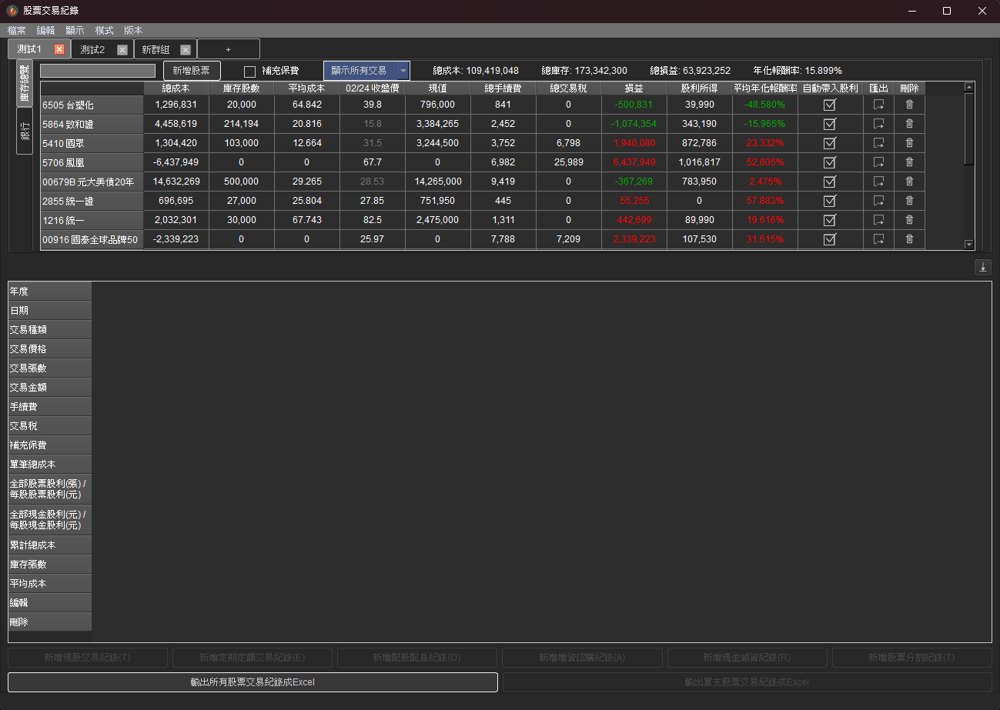 股票交易紀錄
檔案 編輯 顯示 模式 版本
測試1 測試2 新群組 +
庫存總覽
銀行
新增股票 補充保費 顯示所有交易 總成本: 109,419,048 總庫存: 173,342,300 總損益: 63,923,252 年化報酬率: 15.899%
總成本 庫存股數 平均成本 02/24 收盤價 現值 總手續費 總交易稅 損益 股利所得 平均年化報酬率 自動帶入股利 匯出 刪除
6505 台塑化 1,296,831 20,000 64.842 39.8 796,000 841 0 -500,831 39,990 -48.580%
5864 致和證 4,458,619 214,194 20.816 15.8 3,384,265 2,452 0 -1,074,354 343,190 -15.965%
5410 國眾 1,304,420 103,000 12.664 31.5 3,244,500 3,752 6,798 1,940,080 872,786 23.332%
5706 鳳凰 -6,437,949 0 0 67.7 0 6,982 25,989 6,437,949 1,016,817 52.805%
00679B 元大美債20年 14,632,269 500,000 29.265 28.53 14,265,000 9,419 0 -367,269 783,950 2.475%
2855 統一證 696,695 27,000 25.804 27.85 751,950 445 0 55,255 0 57.883%
1216 統一 2,032,301 30,000 67.743 82.5 2,475,000 1,311 0 442,699 89,990 19.616%
00916 國泰全球品牌50 -2,339,223 0 0 25.97 0 7,788 7,209 2,339,223 107,530 31.515%
年度
日期
交易種類
交易價格
交易張數
交易金額
手續費
交易稅
補充保費
單筆總成本
全部股票股利(張) /
每股股票股利(元)
全部現金股利(元) /
每股現金股利(元)
累計總成本
庫存張數
平均成本
編輯
刪除
新增現股交易紀錄(T) 新增定期定額交易紀錄(E) 新增配股配息紀錄(D) 新增增資認購紀錄(A) 新增現金減資紀錄(R) 新增股票分割紀錄(T)
輸出所有股票交易紀錄成Excel 輸出單支股票交易紀錄成Excel